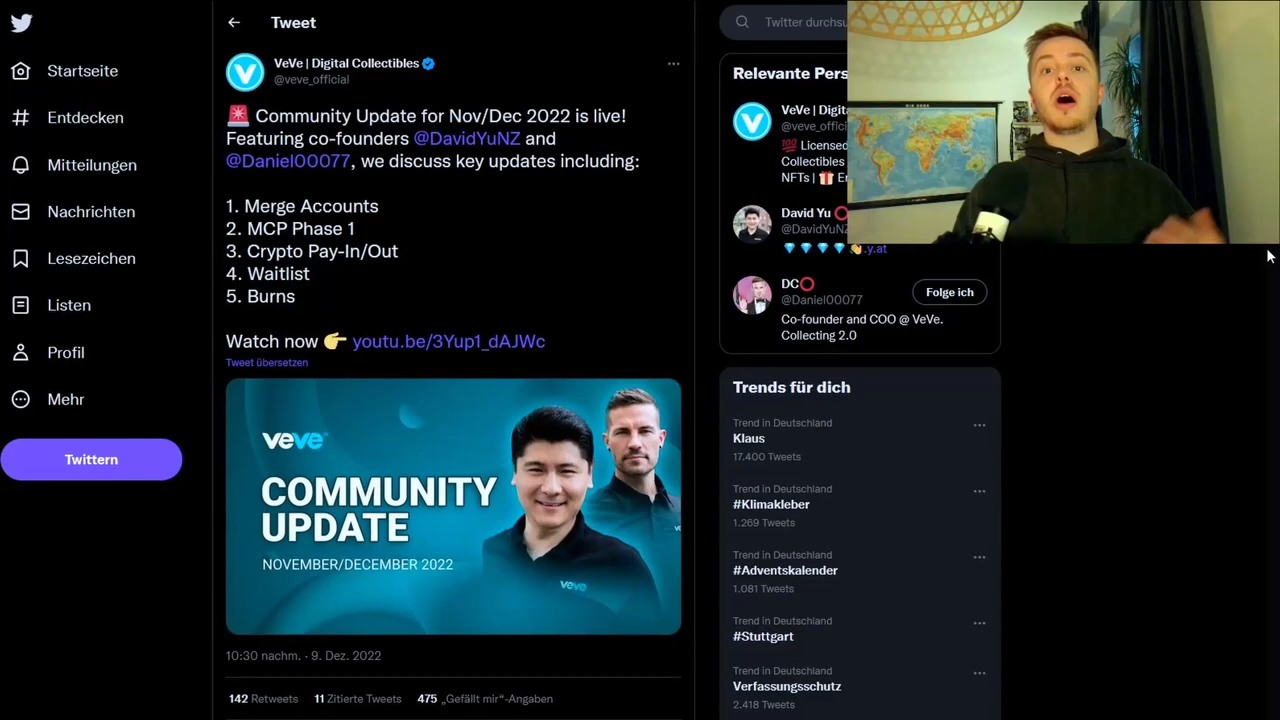 Tweet
Startseite
Entdecken
Mitteilungen
Nachrichten
Lesezeichen
Listen
Profil
Mehr
Twittern
VeVe | Digital Collectibles
@veve_official
🚨 Community Update for Nov/Dec 2022 is live!
Featuring co-founders @DavidYuNZ and
@Daniel00077, we discuss key updates including:
1. Merge Accounts
2. MCP Phase 1
3. Crypto Pay-In/Out
4. Waitlist
5. Burns
Watch now 👉 youtu.be/3Yup1_dAJWc
Tweet übersetzen
veve
COMMUNITY
UPDATE
NOVEMBER/DECEMBER 2022
veve
10:30 nachm. · 9. Dez. 2022
142 Retweets 11 Zitierte Tweets 475 „Gefällt mir“-Angaben
Twitter durchsu
Relevante Pers
VeVe | Digita
@veve_offici
💯 Licensed
Collectibles
NFTs | 🎁 E
David Yu ⭕
@DavidYuNZ
💎 💎 💎 💎 👋.y.at
DC⭕
@Daniel00077
Folge ich
Co-founder and COO @ VeVe.
Collecting 2.0
Trends für dich
Trend in Deutschland
Klaus
17.400 Tweets
Trend in Deutschland
#Klimakleber
1.269 Tweets
Trend in Deutschland
#Adventskalender
1.081 Tweets
Trend in Deutschland
#Stuttgart
Trend in Deutschland
Verfassungsschutz
2.418 Tweets